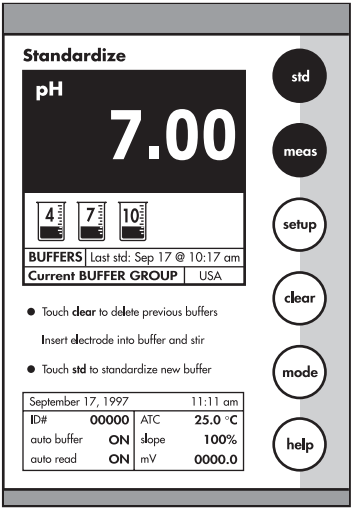 Standardize
pH
7.00
4 7 10
BUFFERS Last std: Sep 17 @ 10:17 am
Current BUFFER GROUP USA
• Touch clear to delete previous buffers
Insert electrode into buffer and stir
• Touch std to standardize new buffer
September 17, 1997 11:11 am
ID# 00000 ATC 25.0 °C
auto buffer ON slope 100%
auto read ON mV 0000.0
std
meas
setup
clear
mode
help